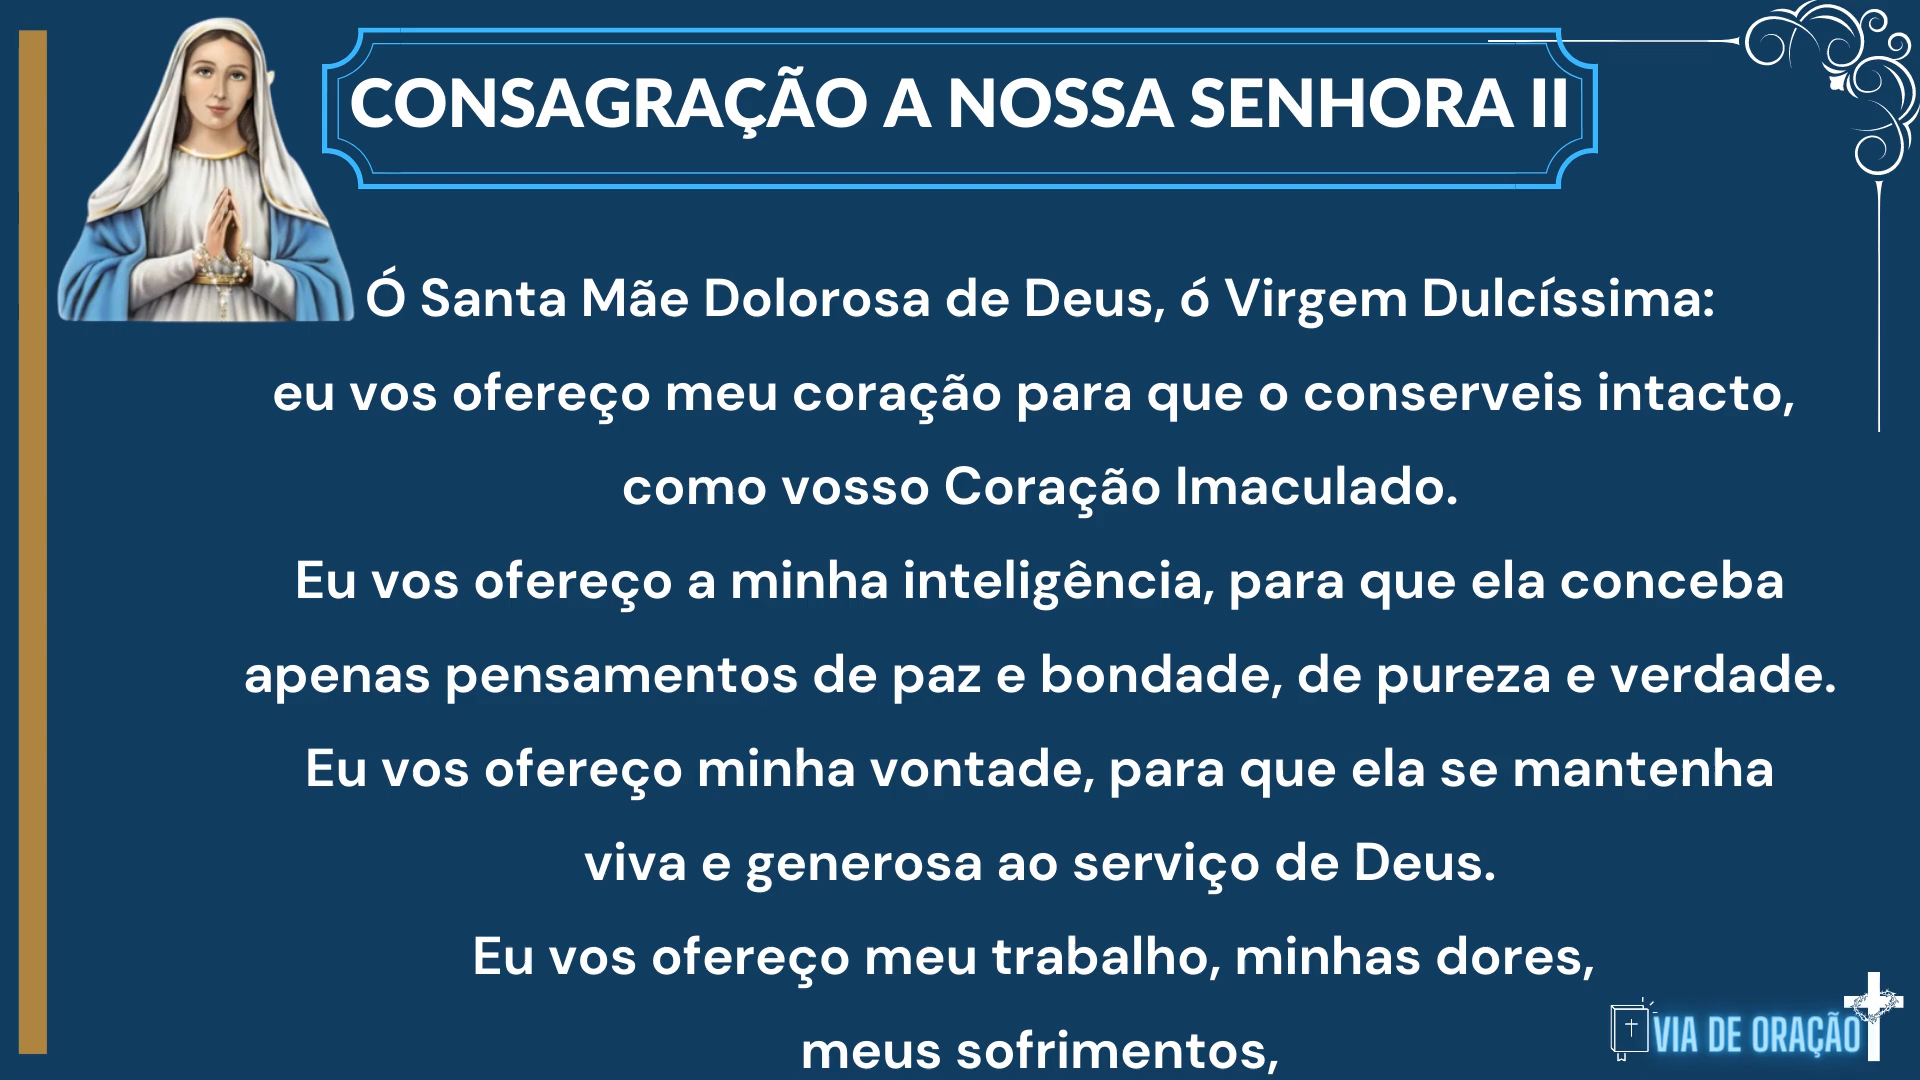 CONSAGRAÇÃO A NOSSA SENHORA II
Ó Santa Mãe Dolorosa de Deus, ó Virgem Dulcíssima:
eu vos ofereço meu coração para que o conserveis intacto,
como vosso Coração Imaculado.
Eu vos ofereço a minha inteligência, para que ela conceba
apenas pensamentos de paz e bondade, de pureza e verdade.
Eu vos ofereço minha vontade, para que ela se mantenha
viva e generosa ao serviço de Deus.
Eu vos ofereço meu trabalho, minhas dores,
meus sofrimentos,
VIA DE ORAÇÃO